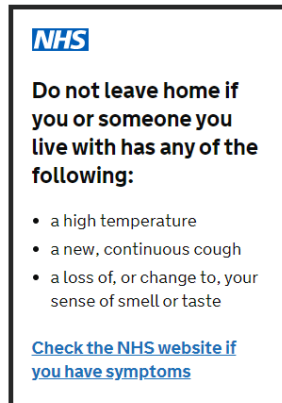 NHS
Do not leave home if
you or someone you
live with has any of the
following:
• a high temperature
• a new, continuous cough
• a loss of, or change to, your
sense of smell or taste
Check the NHS website if
you have symptoms